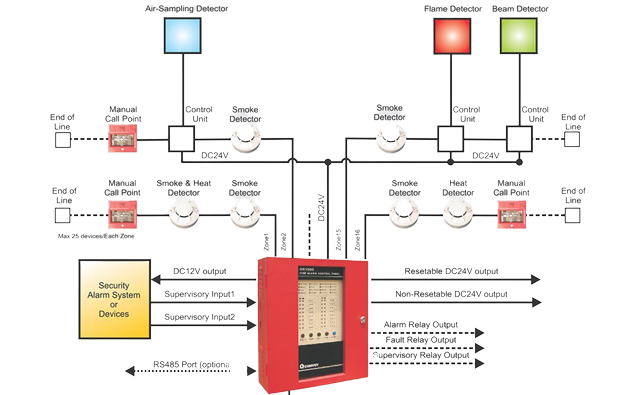 Air-Sampling Detector
Flame Detector
Beam Detector
End of
Line
Manual
Call Point
Control
Unit
Smoke
Detector
Smoke
Detector
Control
Unit
Control
Unit
End of
Line
DC24V
DC24V
End of
Line
Manual
Call Point
Smoke & Heat
Detector
Smoke
Detector
DC24V
Smoke
Detector
Heat
Detector
Manual
Call Point
End of
Line
Max 25 devices/Each Zone
Zone1
Zone2
Zone15
Zone16
Security
Alarm System
or
Devices
DC12V output
Supervisory Input1
Supervisory Input2
RS485 Port (optiona
Resetable DC24V output
Non-Resetable DC24V output
Alarm Relay Output
Fault Relay Output
Supervisory Relay Output